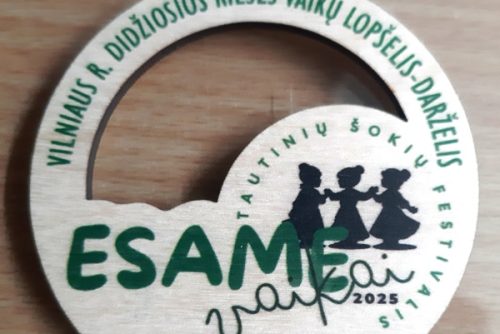 VILNIAUS R. DIDŽIOSIOS RIEŠĖS VAIKŲ LOPŠELIS-DARŽELIS
TAUTINIŲ ŠOKIŲ FESTIVALIS
ESAME
vaikai
2025